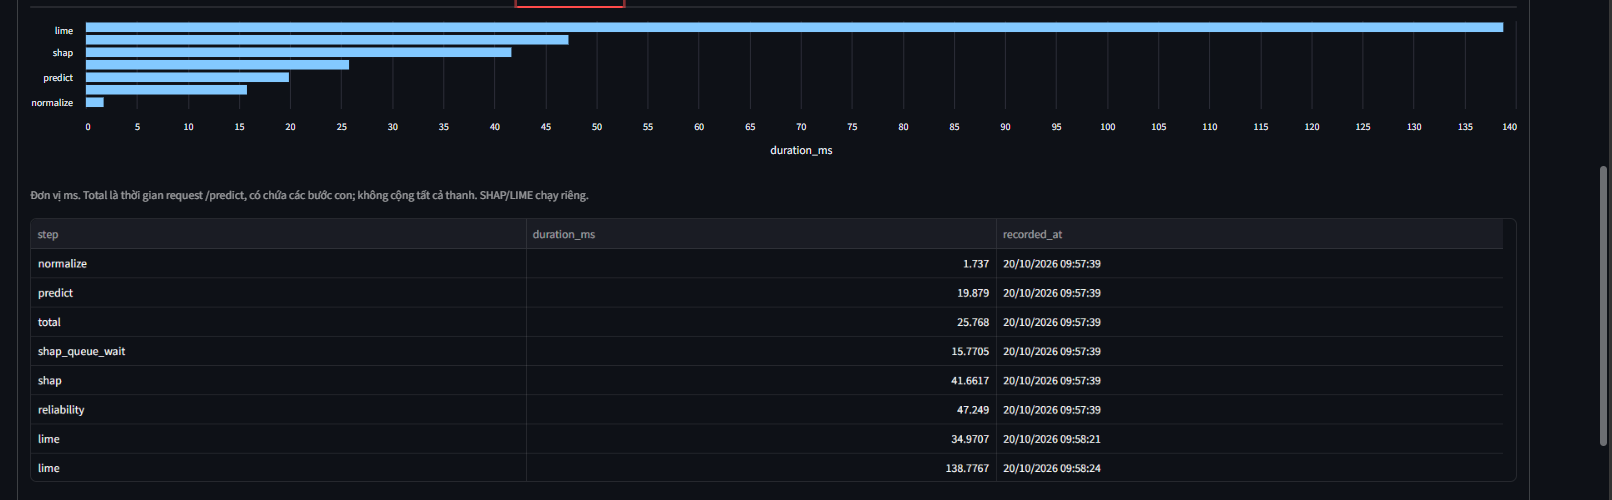 lime
shap
predict
normalize
0 5 10 15 20 25 30 35 40 45 50 55 60 65 70 75 80 85 90 95 100 105 110 115 120 125 130 135 140
duration_ms
Đơn vị ms. Total là thời gian request /predict, có chứa các bước con; không cộng tất cả thanh. SHAP/LIME chạy riêng.
step duration_ms recorded_at
normalize 1.737 20/10/2026 09:57:39
predict 19.879 20/10/2026 09:57:39
total 25.768 20/10/2026 09:57:39
shap_queue_wait 15.7705 20/10/2026 09:57:39
shap 41.6617 20/10/2026 09:57:39
reliability 47.249 20/10/2026 09:57:39
lime 34.9707 20/10/2026 09:58:21
lime 138.7767 20/10/2026 09:58:24